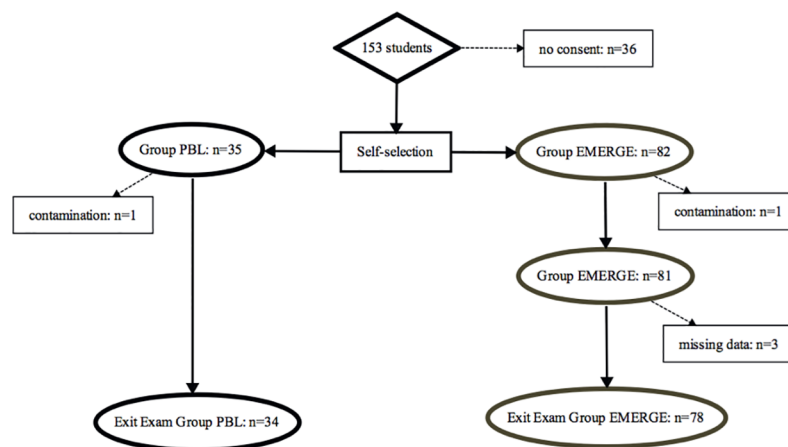 153 students
no consent: n=36
Group PBL: n=35
Self-selection
Group EMERGE: n=82
contamination: n=1
contamination: n=1
Group EMERGE: n=81
missing data: n=3
Exit Exam Group PBL: n=34
Exit Exam Group EMERGE: n=78